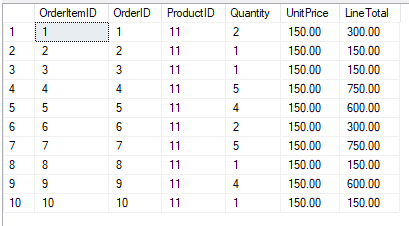 OrderItemID OrderID ProductID Quantity UnitPrice LineTotal
1 1 1 11 2 150.00 300.00
2 2 2 11 1 150.00 150.00
3 3 3 11 1 150.00 150.00
4 4 4 11 5 150.00 750.00
5 5 5 11 4 150.00 600.00
6 6 6 11 2 150.00 300.00
7 7 7 11 5 150.00 750.00
8 8 8 11 1 150.00 150.00
9 9 9 11 4 150.00 600.00
10 10 10 11 1 150.00 150.00